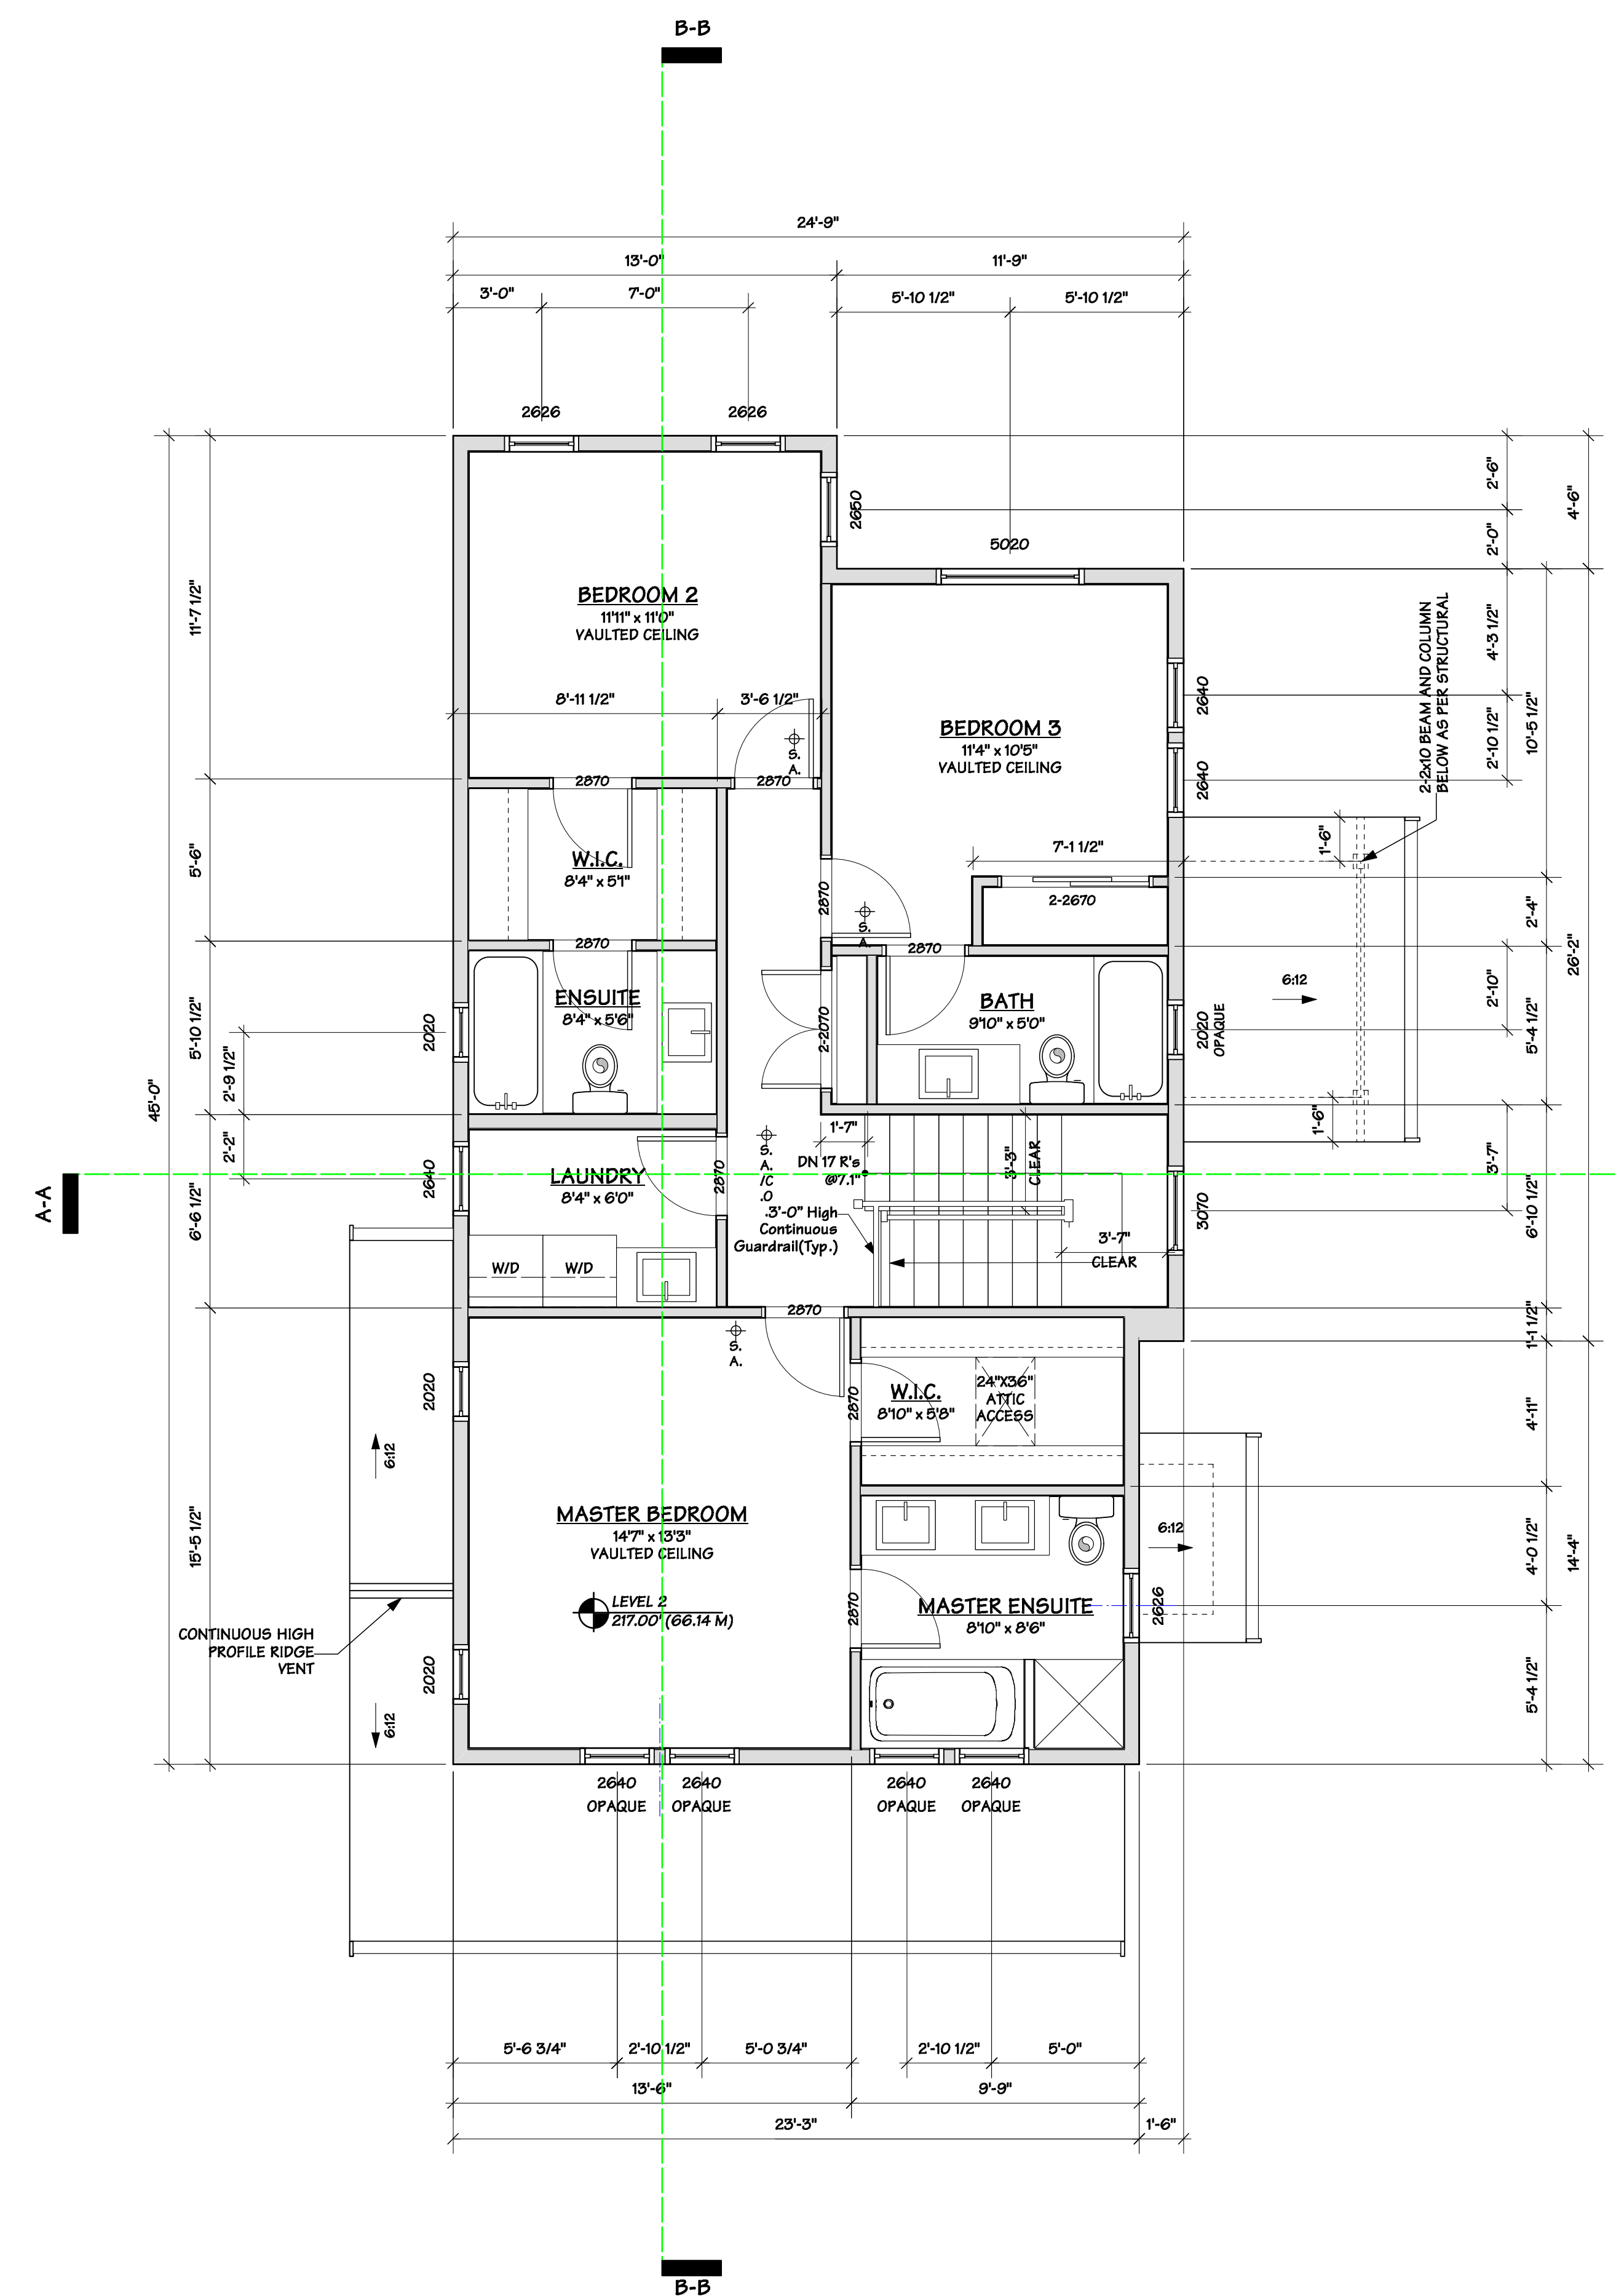 B-B
24'-9"
13'-0"
11'-9"
3'-0"
7'-0"
5'-10 1/2"
5'-10 1/2"
2626
2626
2650
5020
2'-6"
4'-6"
2'-0"
11'-7 1/2"
BEDROOM 2
11'11" x 11'0"
VAULTED CEILING
8'-11 1/2"
3'-6 1/2"
S.
A.
2870
2870
BEDROOM 3
11'4" x 10'5"
VAULTED CEILING
2640
2640
4'-3 1/2"
2'-10 1/2"
10'-5 1/2"
2-2x10 BEAM AND COLUMN
BELOW AS PER STRUCTURAL
1'-6"
7'-1 1/2"
2-2670
2'-4"
26'-2"
5'-6"
W.I.C.
8'4" x 5'1"
2870
2870
S.
A.
2870
ENSUITE
8'4" x 5'6"
2020
5'-10 1/2"
2'-9 1/2"
2-2070
BATH
9'10" x 5'0"
2020
OPAQUE
6:12
2'-10"
5'-4 1/2"
1'-6"
45'-0"
2'-2"
A-A
2640
6'-6 1/2"
LAUNDRY
8'4" x 6'0"
2870
W/D
W/D
S.
A.
/C
.O
1'-7"
DN 17 R's
@7.1"
3'-3"
CLEAR
.3'-0" High
Continuous
Guardrail(Typ.)
3'-7"
CLEAR
3070
3'-7"
6'-10 1/2"
2870
S.
A.
1'-1 1/2"
2020
6:12
2870
W.I.C.
8'10" x 5'8"
24"X36"
ATTIC
ACCESS
4'-11"
15'-5 1/2"
MASTER BEDROOM
14'7" x 13'3"
VAULTED CEILING
LEVEL 2
217.00' (66.14 M)
2870
MASTER ENSUITE
8'10" x 8'6"
2626
6:12
4'-0 1/2"
14'-4"
CONTINUOUS HIGH
PROFILE RIDGE
VENT
2020
6:12
5'-4 1/2"
2640
OPAQUE
2640
OPAQUE
2640
OPAQUE
2640
OPAQUE
5'-6 3/4"
2'-10 1/2"
5'-0 3/4"
2'-10 1/2"
5'-0"
13'-6"
9'-9"
23'-3"
1'-6"
B-B